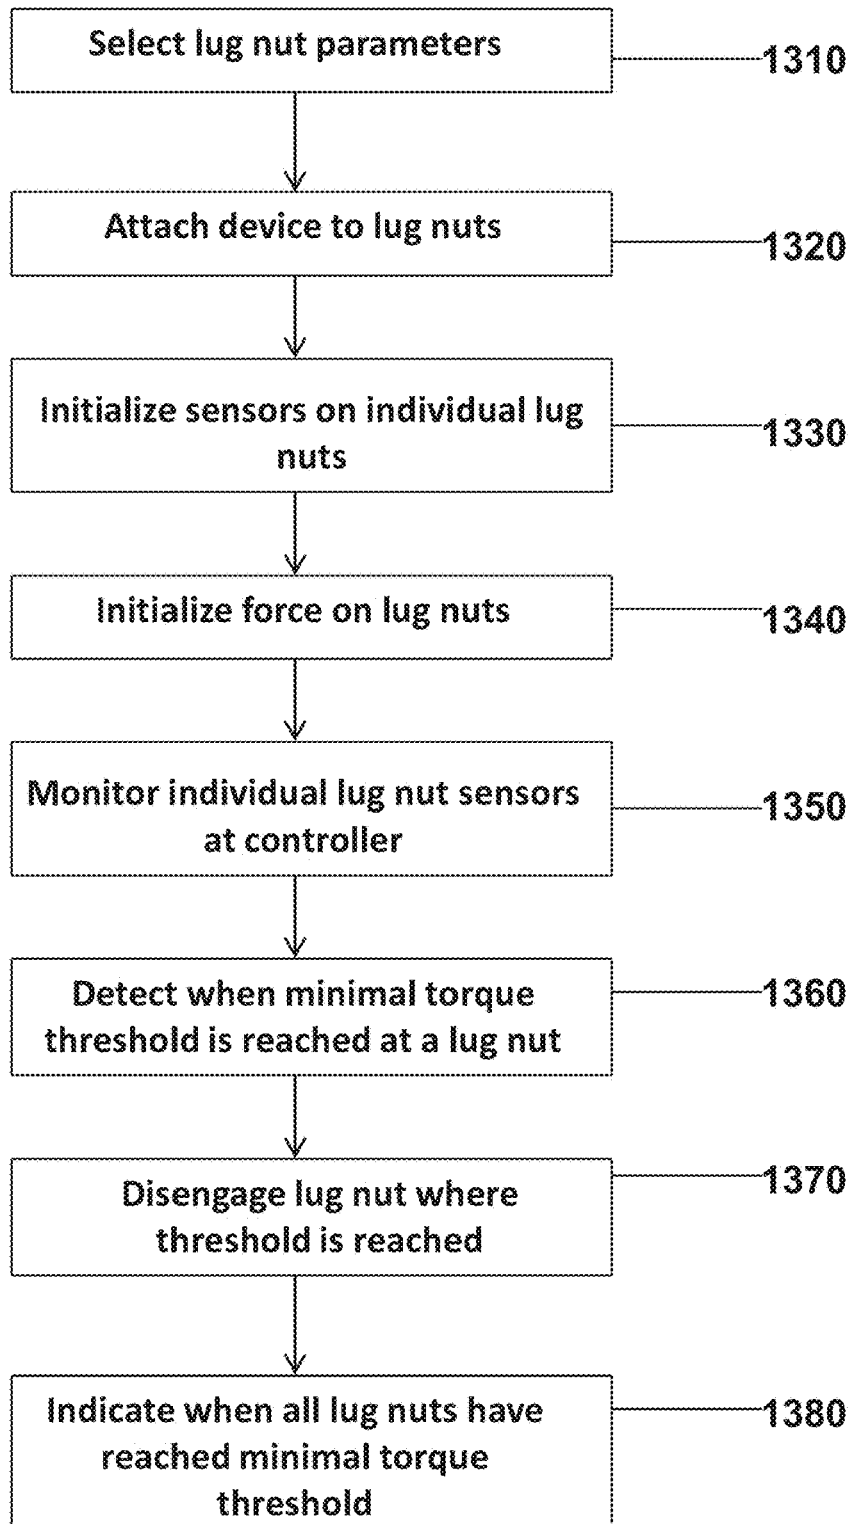 Select lug nut parameters
1310
Attach device to lug nuts
1320
Initialize sensors on individual lug
nuts
1330
Initialize force on lug nuts
1340
Monitor individual lug nut sensors
at controller
1350
Detect when minimal torque
threshold is reached at a lug nut
1360
Disengage lug nut where
threshold is reached
1370
Indicate when all lug nuts have
reached minimal torque
threshold
1380